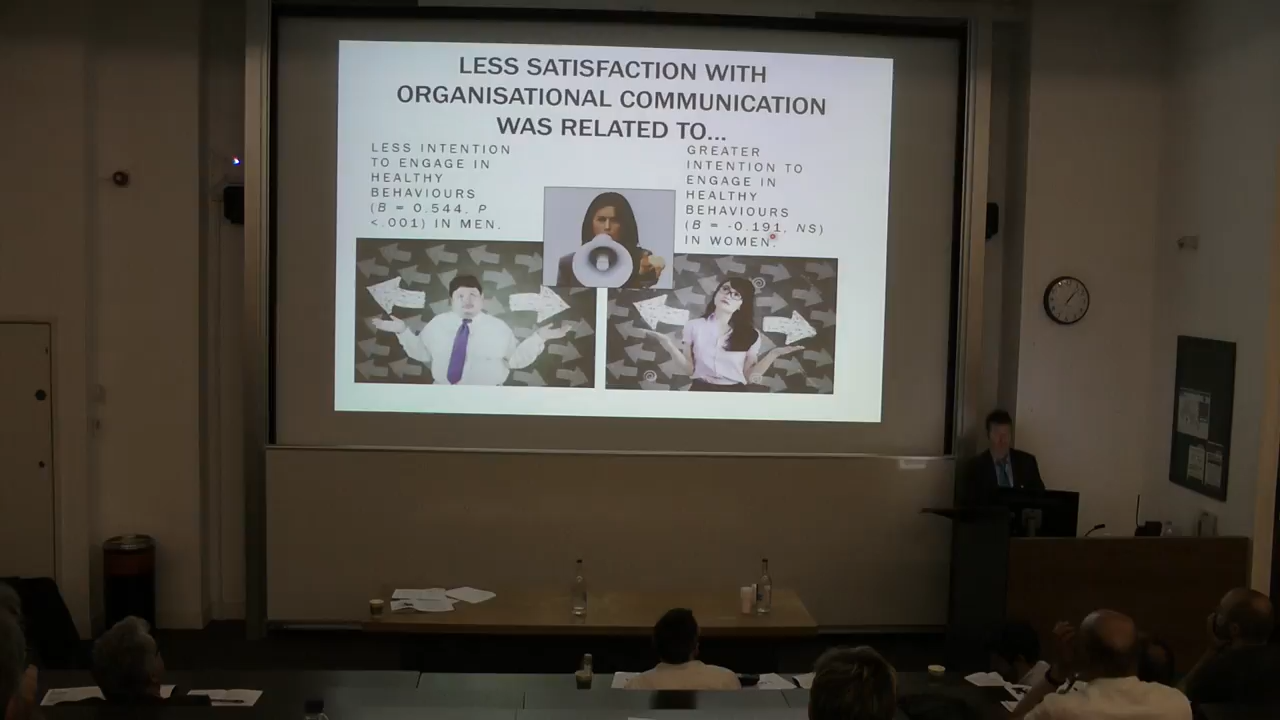 LESS SATISFACTION WITH
ORGANISATIONAL COMMUNICATION
WAS RELATED TO...
LESS INTENTION
TO ENGAGE IN
HEALTHY
BEHAVIOURS
(B = 0.544, P
<.001) IN MEN.
GREATER
INTENTION TO
ENGAGE IN
HEALTHY
BEHAVIOURS
(B = -0.191, NS)
IN WOMEN.